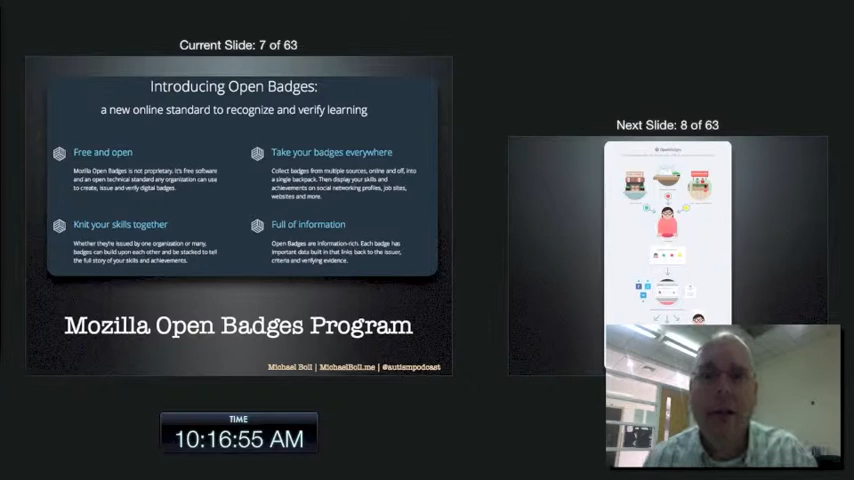 Current Slide: 7 of 63
Introducing Open Badges:
a new online standard to recognize and verify learning
Free and open
Mozilla Open Badges is not proprietary. It's free software
and an open technical standard any organization can use
to create, issue and verify digital badges.
Take your badges everywhere
Collect badges from multiple sources, online and off, into
a single backpack. Then display your skills and
achievements on social networking profiles, job sites,
websites and more.
Knit your skills together
Whether they're issued by one organization or many,
badges can build upon each other and be stacked to tell
the full story of your skills and achievements.
Full of information
Open Badges are information-rich. Each badge has
important data built in that links back to the issuer,
criteria and verifying evidence.
Mozilla Open Badges Program
Michael Boll | MichaelBoll.me | @autismpodcast
Next Slide: 8 of 63
OpenBadges
TIME
10:16:55 AM